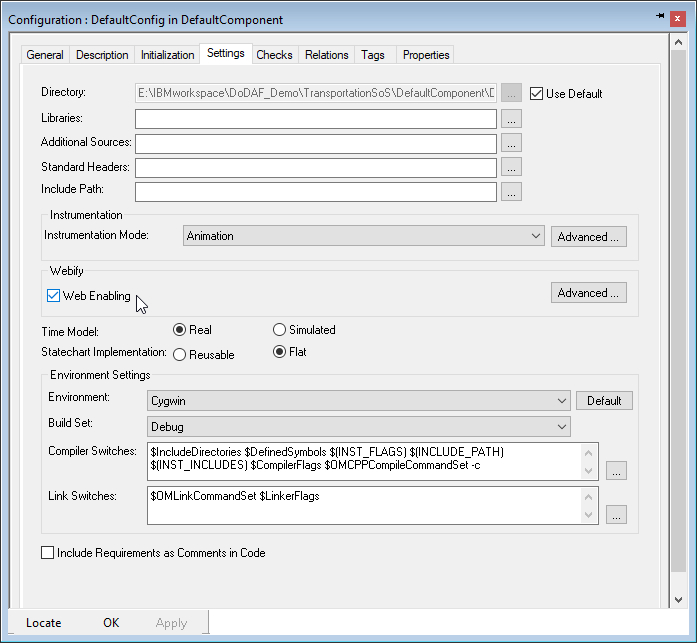 Configuration : DefaultConfig in DefaultComponent
General Description Initialization Settings Checks Relations Tags Properties
Directory: E:\IBMworkspace\DoDAF_Demo\TransportationSoS\DefaultComponent\D ... Use Default
Libraries: ...
Additional Sources: ...
Standard Headers: ...
Include Path: ...
Instrumentation
Instrumentation Mode: Animation Advanced ...
Webify
Web Enabling Advanced ...
Time Model: Real Simulated
Statechart Implementation: Reusable Flat
Environment Settings
Environment: Cygwin Default
Build Set: Debug
Compiler Switches: $IncludeDirectories $DefinedSymbols $(INST_FLAGS) $(INCLUDE_PATH)
$(INST_INCLUDES) $CompilerFlags $OMCPPCompileCommandSet -c ...
Link Switches: $OMLinkCommandSet $LinkerFlags
...
Include Requirements as Comments in Code
Locate OK Apply